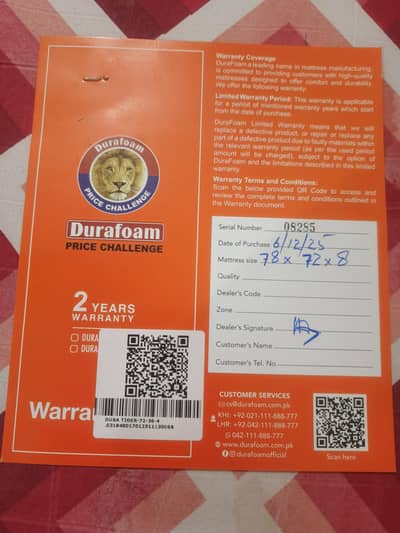 Durafoam
PRICE CHALLENGE
Durafoam
PRICE CHALLENGE
2 YEARS
WARRANTY
DURA
DURA
Warra
DURA TIGER-72-36-4
Warranty Coverage
DuraFoam a leading name in mattress manufacturing,
is committed to providing customers with high-quality
mattresses designed to offer comfort and durability.
We offer the following warranty.
Limited Warranty Period: This warranty is applicable
for a period of mentioned warranty years which start
from the date of purchase.
DuraFoam Limited Warranty means that we will
replace a defective product, or repair or replace any
part of a defective product due to faulty materials within
the relevant warranty period (as per the used period
amount will be charged), subject to the option of
DuraFoam and the limitations described in this limited
warranty.
Warranty Terms and Conditions:
Scan the below provided QR Code to access and
review the complete terms and conditions outlined in
the Warranty document.
Serial Number 08285
Date of Purchase 6/12/25
Mattress size 78 x 72 x 8
Quality
Dealer's Code
Zone
Dealer's Signature
Customer's Name
Customer's Tel. No
CUSTOMER SERVICES
cs@durafoam.com.pk
KHI: +92-021-111-888-777
LHR: +92-042-111-888-777
042-111-888-777
www.durafoam.com.pk
@durafoamofficial
Scan here